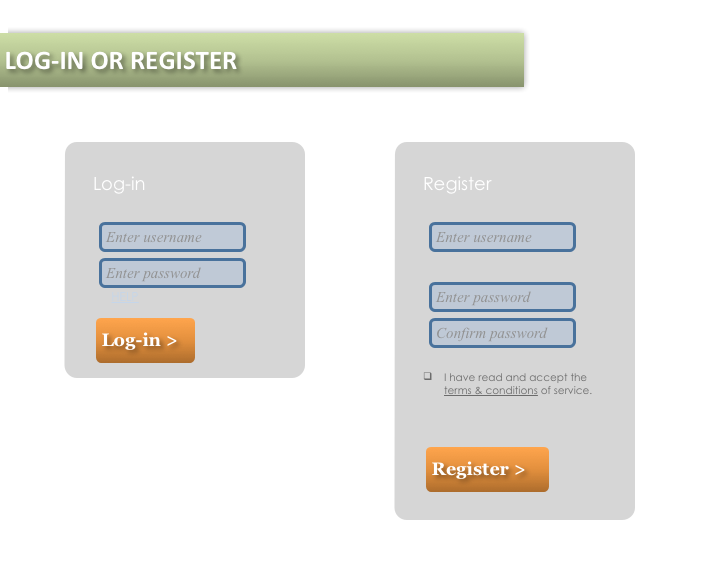 LOG-IN OR REGISTER
Log-in
Enter username
Enter password
Log-in >
Register
Enter username
Enter password
Confirm password
I have read and accept the
terms & conditions of service.
Register >